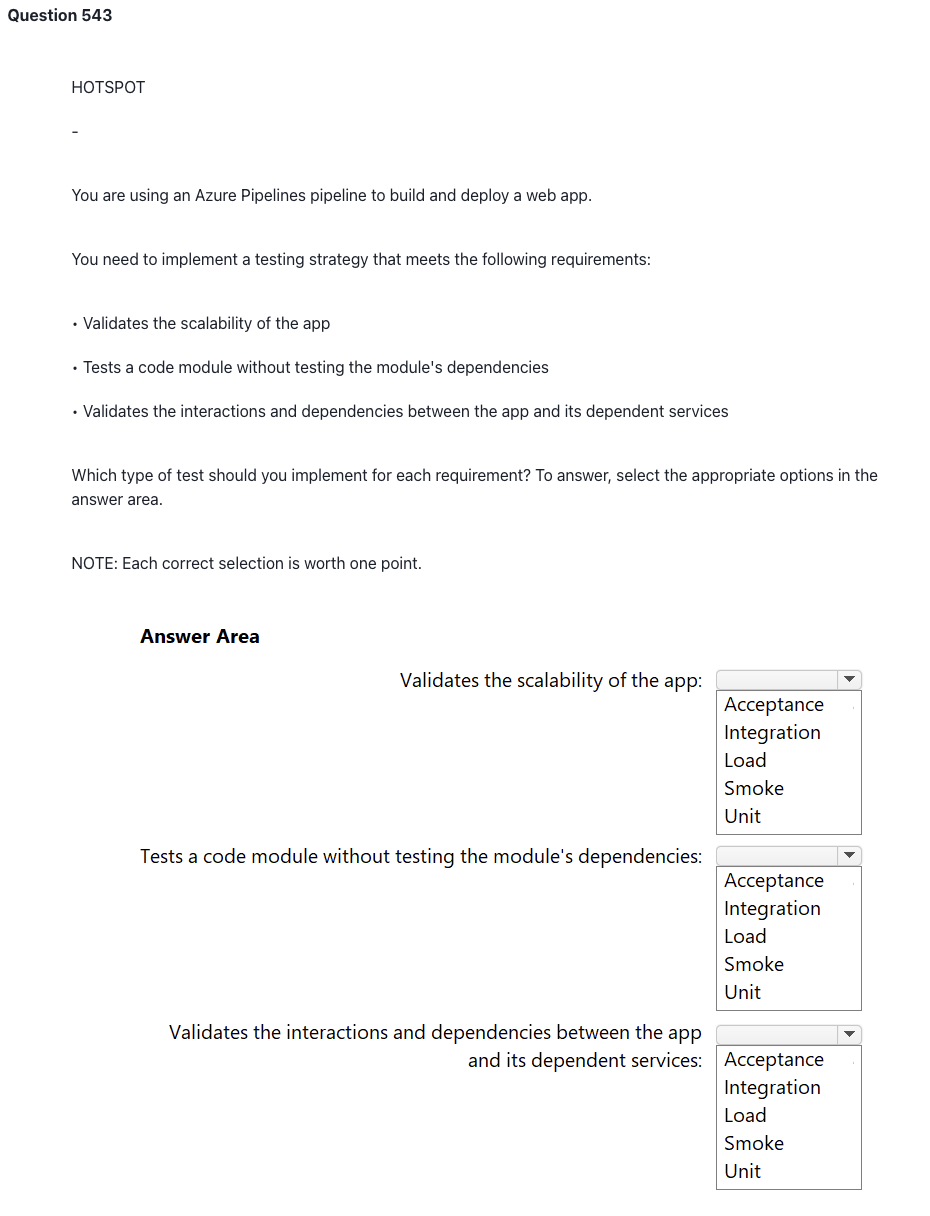 Question 543
HOTSPOT
-
You are using an Azure Pipelines pipeline to build and deploy a web app.
You need to implement a testing strategy that meets the following requirements:
• Validates the scalability of the app
• Tests a code module without testing the module's dependencies
• Validates the interactions and dependencies between the app and its dependent services
Which type of test should you implement for each requirement? To answer, select the appropriate options in the
answer area.
NOTE: Each correct selection is worth one point.
Answer Area
Validates the scalability of the app:
Acceptance
Integration
Load
Smoke
Unit
Tests a code module without testing the module's dependencies:
Acceptance
Integration
Load
Smoke
Unit
Validates the interactions and dependencies between the app
and its dependent services:
Acceptance
Integration
Load
Smoke
Unit